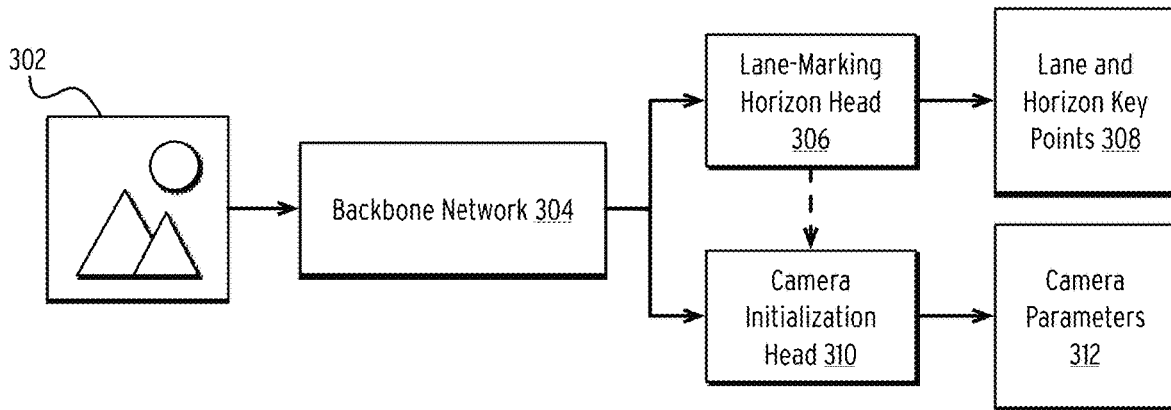 302
Backbone Network 304
Lane-Marking
Horizon Head
306
Lane and
Horizon Key
Points 308
Camera
Initialization
Head 310
Camera
Parameters
312